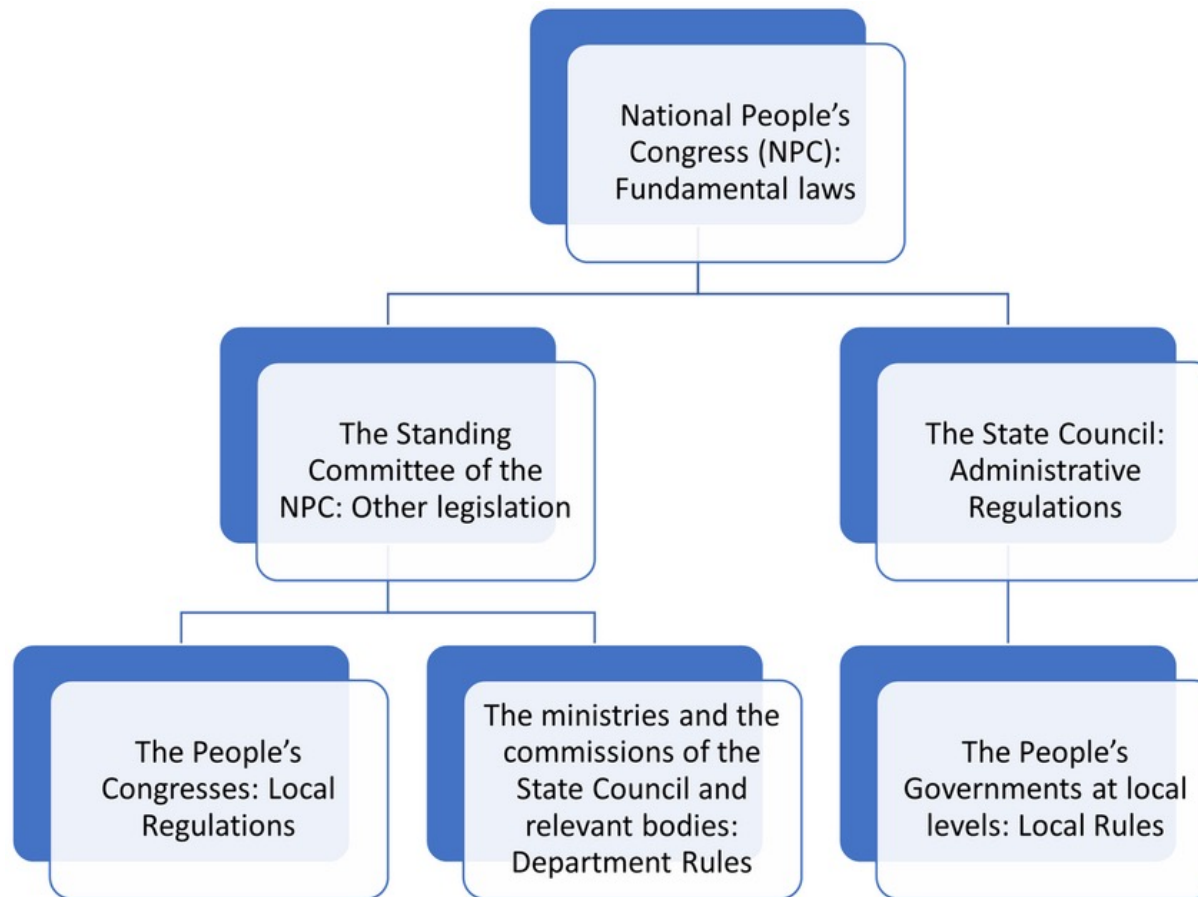 National People’s
Congress (NPC):
Fundamental laws
The Standing
Committee of the
NPC: Other legislation
The State Council:
Administrative
Regulations
The People’s
Congresses: Local
Regulations
The ministries and the
commissions of the
State Council and
relevant bodies:
Department Rules
The People’s
Governments at local
levels: Local Rules